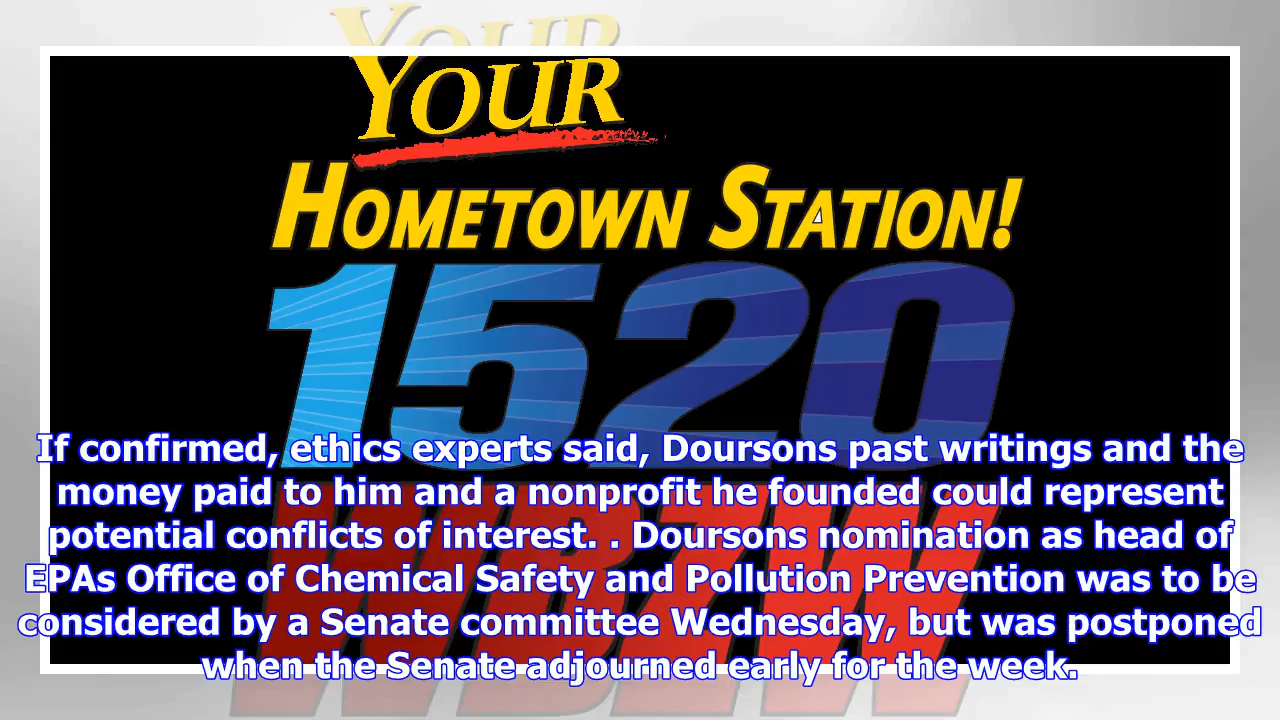 YOUR
HOMETOWN STATION!
1520
WBZW
If confirmed, ethics experts said, Doursons past writings and the
money paid to him and a nonprofit he founded could represent
potential conflicts of interest. . Doursons nomination as head of
EPAs Office of Chemical Safety and Pollution Prevention was to be
considered by a Senate committee Wednesday, but was postponed
when the Senate adjourned early for the week.